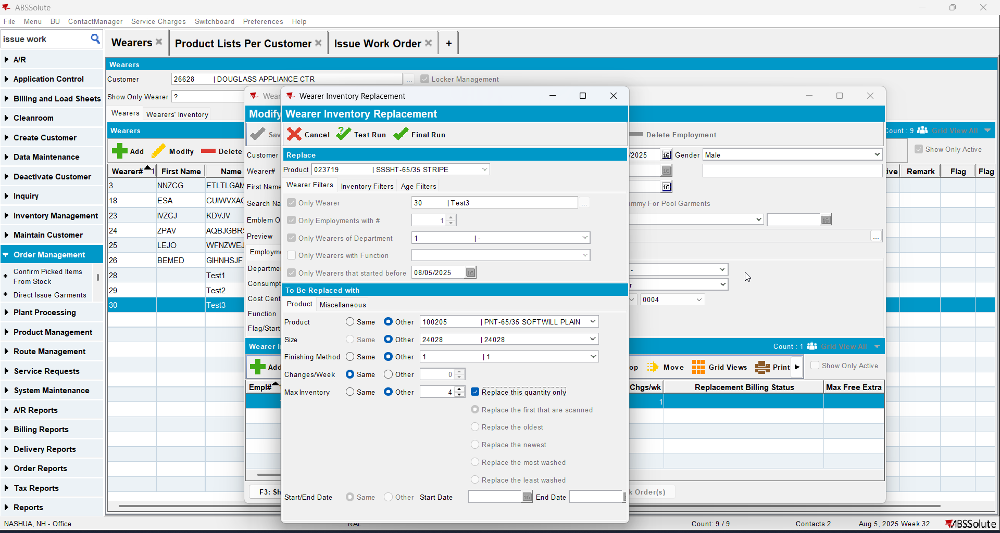 ABSSolute
File Menu BU ContactManager Service Charges Switchboard Preferences Help
issue work
Wearers
Product Lists Per Customer
Issue Work Order
+
A/R
Application Control
Billing and Load Sheets
Cleanroom
Create Customer
Data Maintenance
Deactivate Customer
Inquiry
Inventory Management
Maintain Customer
Order Management
Confirm Picked Items
From Stock
Direct Issue Garments
Plant Processing
Product Management
Route Management
Service Requests
System Maintenance
A/R Reports
Billing Reports
Delivery Reports
Order Reports
Tax Reports
Reports
Wearers
Customer 26628 | DOUGLASS APPLIANCE CTR ... Locker Management
Show Only Wearer ?
Wearers Wearers' Inventory
Wearers
Count : 9 Grid View All
Add Modify Delete
Show Only Active
Wearer# 1 First Name Name
Remark Flag Flag
3 NNZCG ETLTLGAM
18 ESA CUIWVXAC
23 IVZCJ KDVJV
24 ZPAV AQBJGBR
25 LEJO WFNZWEJ
26 BEMED GIHNHSJF
28 Test1
29 Test2
30 Test3
Wear
Modify
Sav
Delete Employment
Customer
/2025 16 Gender Male
Wearer#
16
First Name
16
Search Na
mmy For Pool Garments
Emblem O
16
Preview
...
Employm
Departme
-
Consumpt
r
Cost Cent
0004
Function
Flag/Start
Wearer I
Count : 1 Grid View All
Add
op Move Grid Views Print Show Only Active
Empl#
Chgs/wk Replacement Billing Status Max Free Extra
1
F3: Sh
k Order(s)
Wearer Inventory Replacement
Wearer Inventory Replacement
Cancel Test Run Final Run
Replace
Product 023719 | SSSHT-65/35 STRIPE
Wearer Filters Inventory Filters Age Filters
Only Wearer 30 | Test3 ...
Only Employments with # 1
Only Wearers of Department 1 | -
Only Wearers with Function
Only Wearers that started before 08/05/2025 16
To Be Replaced with
Product Miscellaneous
Product Same Other 100205 | PNT-65/35 SOFTWILL PLAIN
Size Same Other 24028 | 24028
Finishing Method Same Other 1 | 1
Changes/Week Same Other 0
Max Inventory Same Other 4 Replace this quantity only
Replace the first that are scanned
Replace the oldest
Replace the newest
Replace the most washed
Replace the least washed
Start/End Date Same Other Start Date 16 End Date
NASHUA, NH - Office
RAL
Count: 9 / 9
Contacts 2
Aug 5, 2025 Week 32
ABSSolute